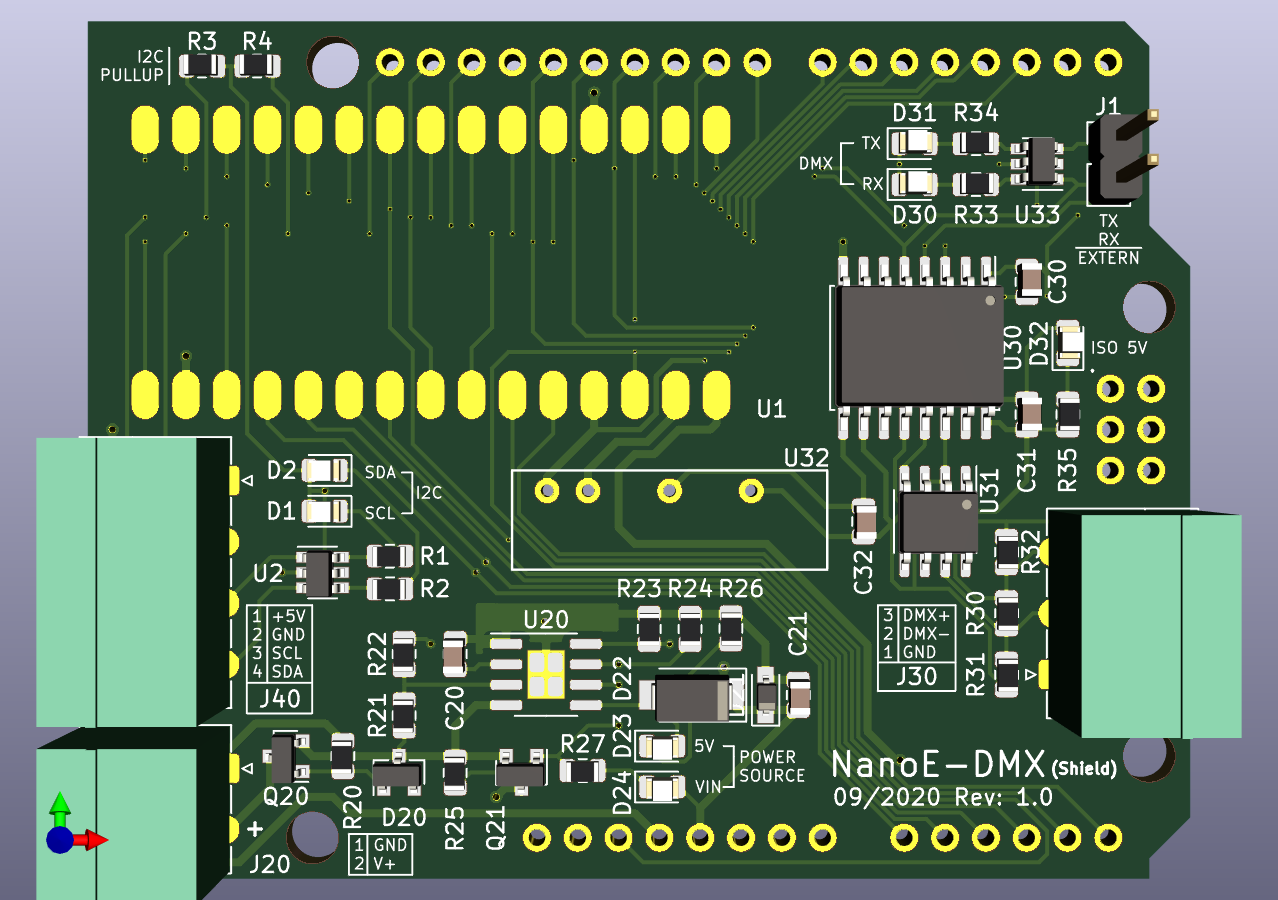 I2C
PULLUP
R3
R4
D31
R34
J1
DMX
TX
RX
D30
R33
U33
TX
RX
EXTERN
C30
U30
D32
ISO 5V
U1
C31
R35
U32
U31
D2
SDA
I2C
D1
SCL
U2
R1
R2
C32
R32
1 +5V
2 GND
3 SCL
4 SDA
J40
R23
R24
R26
U20
C21
R22
C20
R21
D22
R30
R31
3 DMX+
2 DMX-
1 GND
J30
D23
5V
POWER
SOURCE
D24
VIN
R27
Q20
R20
D20
R25
Q21
NanoE-DMX (Shield)
09/2020 Rev: 1.0
+
J20
1 GND
2 V+